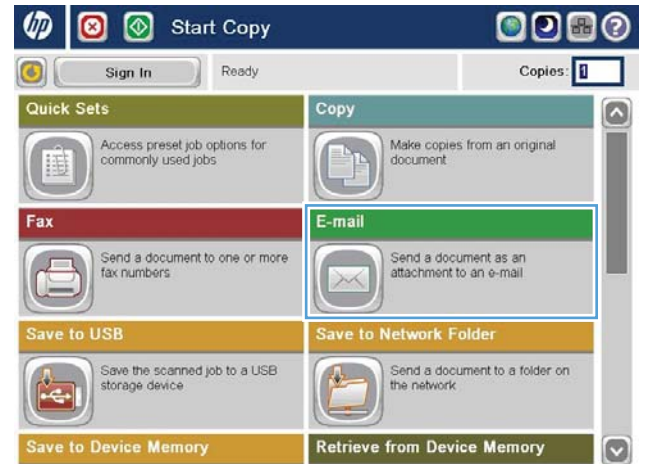 hp
Start Copy
?
Sign In
Ready
Copies: 1
Quick Sets
Access preset job options for
commonly used jobs
Copy
Make copies from an original
document
Fax
Send a document to one or more
fax numbers
E-mail
Send a document as an
attachment to an e-mail
Save to USB
Save the scanned job to a USB
storage device
Save to Network Folder
Send a document to a folder on
the network
Save to Device Memory
Retrieve from Device Memory